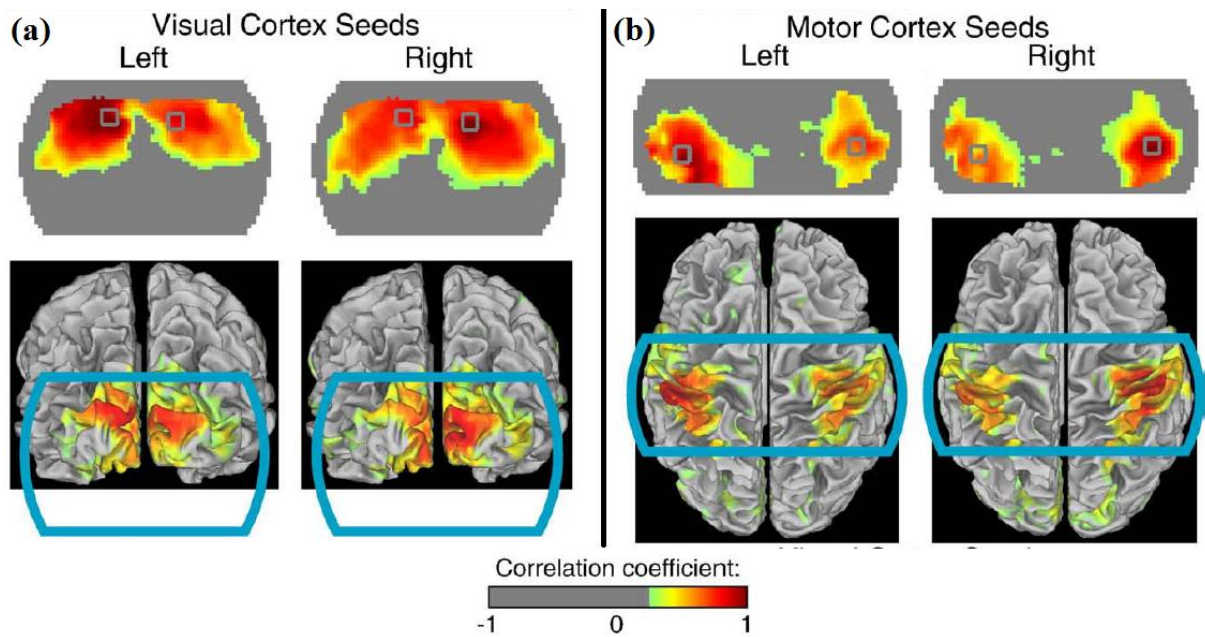 (a) Visual Cortex Seeds
Left Right
(b) Motor Cortex Seeds
Left Right
Correlation coefficient:
-1 0 1